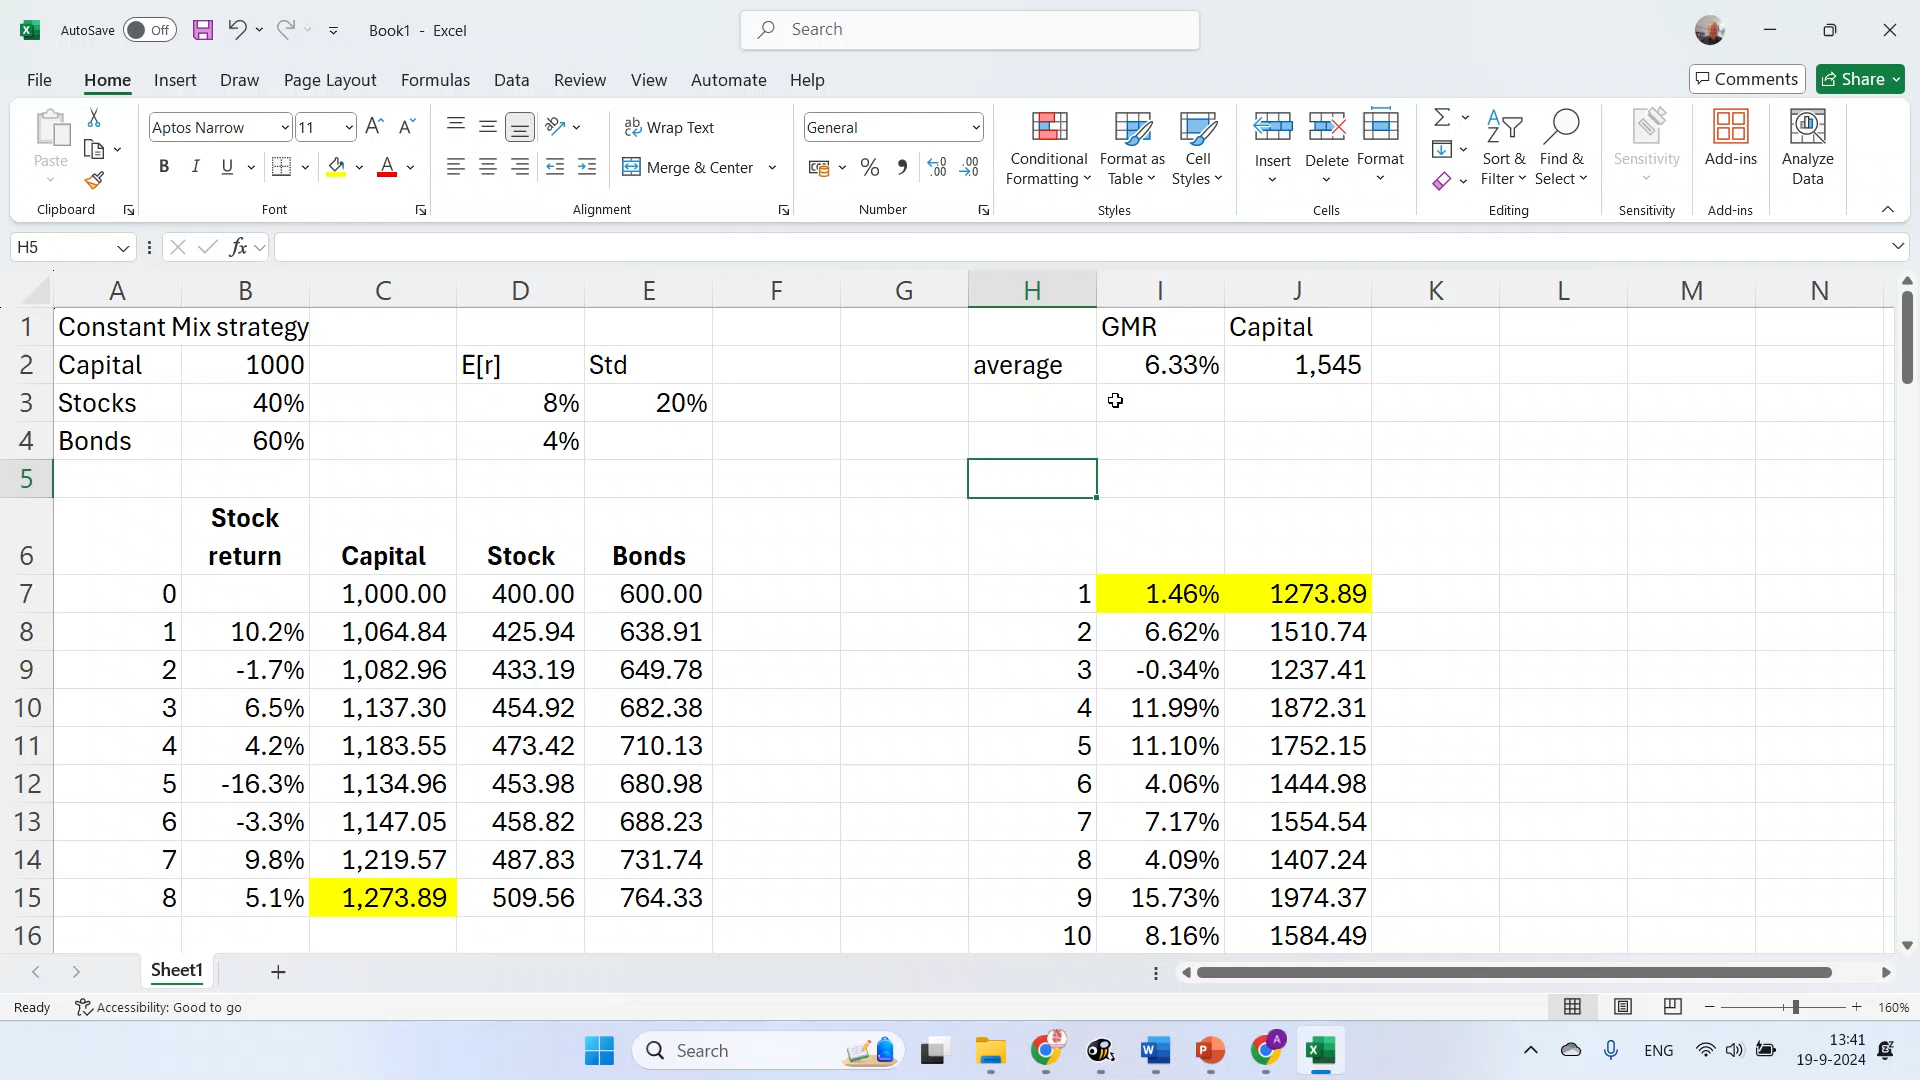 AutoSave Off Book1 - Excel Search
File Home Insert Draw Page Layout Formulas Data Review View Automate Help Comments Share
Paste Aptos Narrow 11 Wrap Text General Conditional Formatting Format as Table Cell Styles Insert Delete Format Sort & Filter Find & Select Sensitivity Add-ins Analyze Data
B I U Merge & Center
Clipboard Font Alignment Number Styles Cells Editing Sensitivity Add-ins
H5 fx
A B C D E F G H I J K L M N
1 Constant Mix strategy GMR Capital
2 Capital 1000 E[r] Std average 6.33% 1,545
3 Stocks 40% 8% 20%
4 Bonds 60% 4%
5
6 Stock return Capital Stock Bonds
7 0 1,000.00 400.00 600.00 1 1.46% 1273.89
8 1 10.2% 1,064.84 425.94 638.91 2 6.62% 1510.74
9 2 -1.7% 1,082.96 433.19 649.78 3 -0.34% 1237.41
10 3 6.5% 1,137.30 454.92 682.38 4 11.99% 1872.31
11 4 4.2% 1,183.55 473.42 710.13 5 11.10% 1752.15
12 5 -16.3% 1,134.96 453.98 680.98 6 4.06% 1444.98
13 6 -3.3% 1,147.05 458.82 688.23 7 7.17% 1554.54
14 7 9.8% 1,219.57 487.83 731.74 8 4.09% 1407.24
15 8 5.1% 1,273.89 509.56 764.33 9 15.73% 1974.37
16 10 8.16% 1584.49
Sheet1
Ready Accessibility: Good to go 160%
Search ENG 13:41
19-9-2024